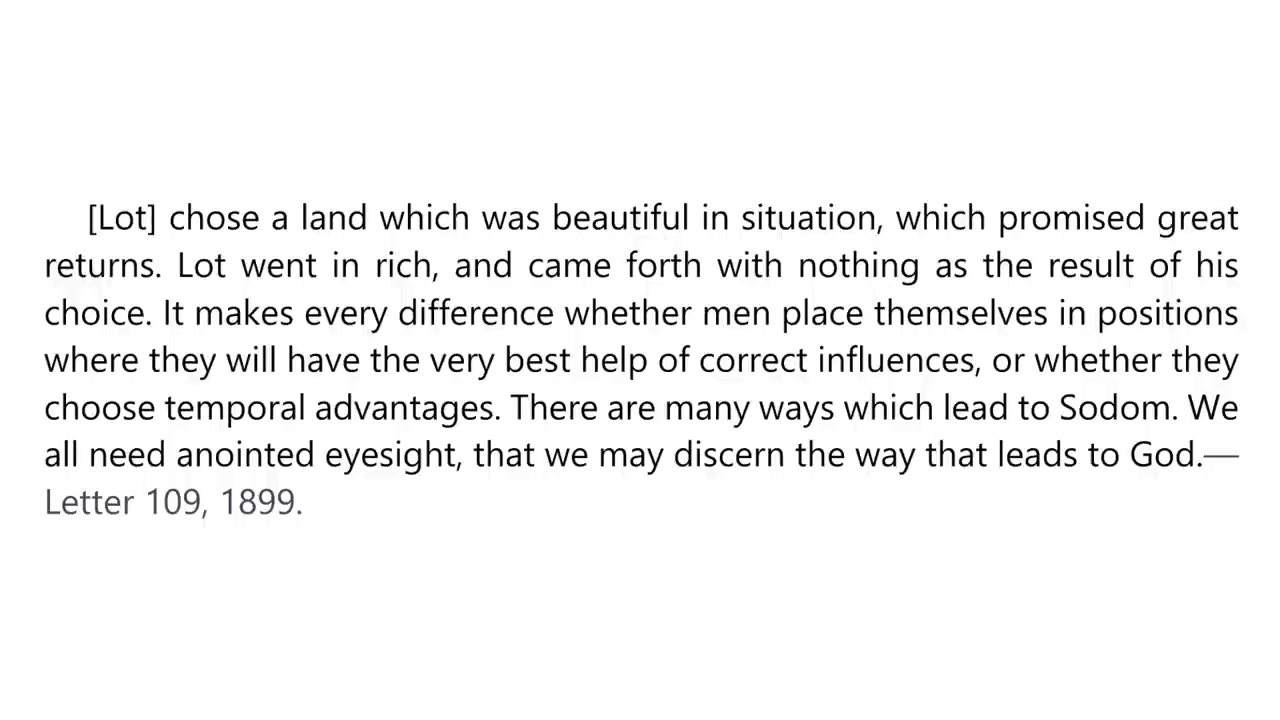 [Lot] chose a land which was beautiful in situation, which promised great
returns. Lot went in rich, and came forth with nothing as the result of his
choice. It makes every difference whether men place themselves in positions
where they will have the very best help of correct influences, or whether they
choose temporal advantages. There are many ways which lead to Sodom. We
all need anointed eyesight, that we may discern the way that leads to God.—
Letter 109, 1899.